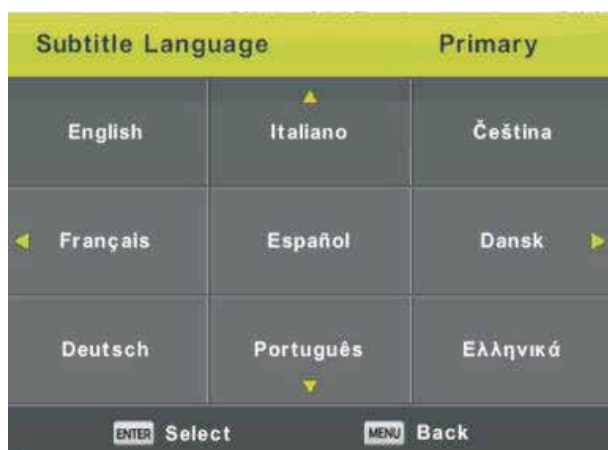 Subtitle Language Primary
English Italiano Čeština
Français Español Dansk
Deutsch Português Ελληνικά
ENTER Select MENU Back